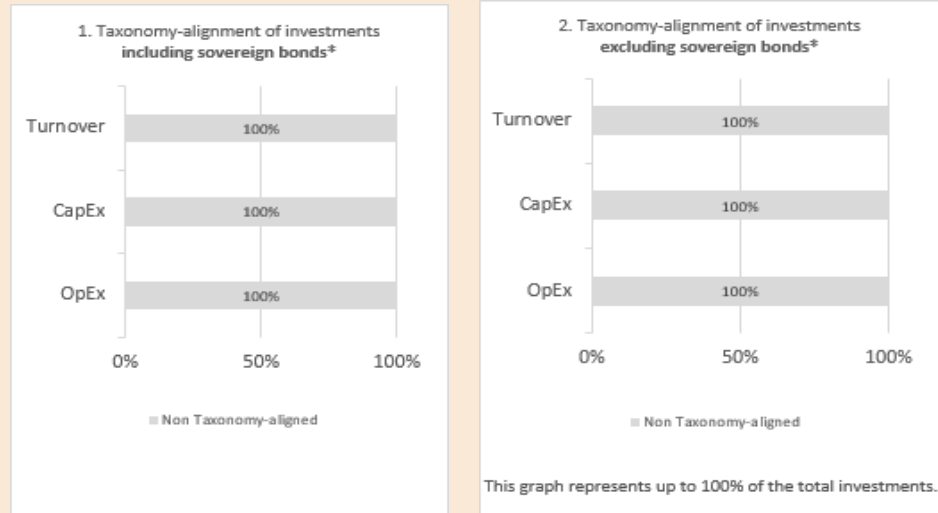 1. Taxonomy-alignment of investments
including sovereign bonds*
Turnover
100%
CapEx
100%
OpEx
100%
0% 50% 100%
Non Taxonomy-aligned
2. Taxonomy-alignment of investments
excluding sovereign bonds*
Turnover
100%
CapEx
100%
OpEx
100%
0% 50% 100%
Non Taxonomy-aligned
This graph represents up to 100% of the total investments.